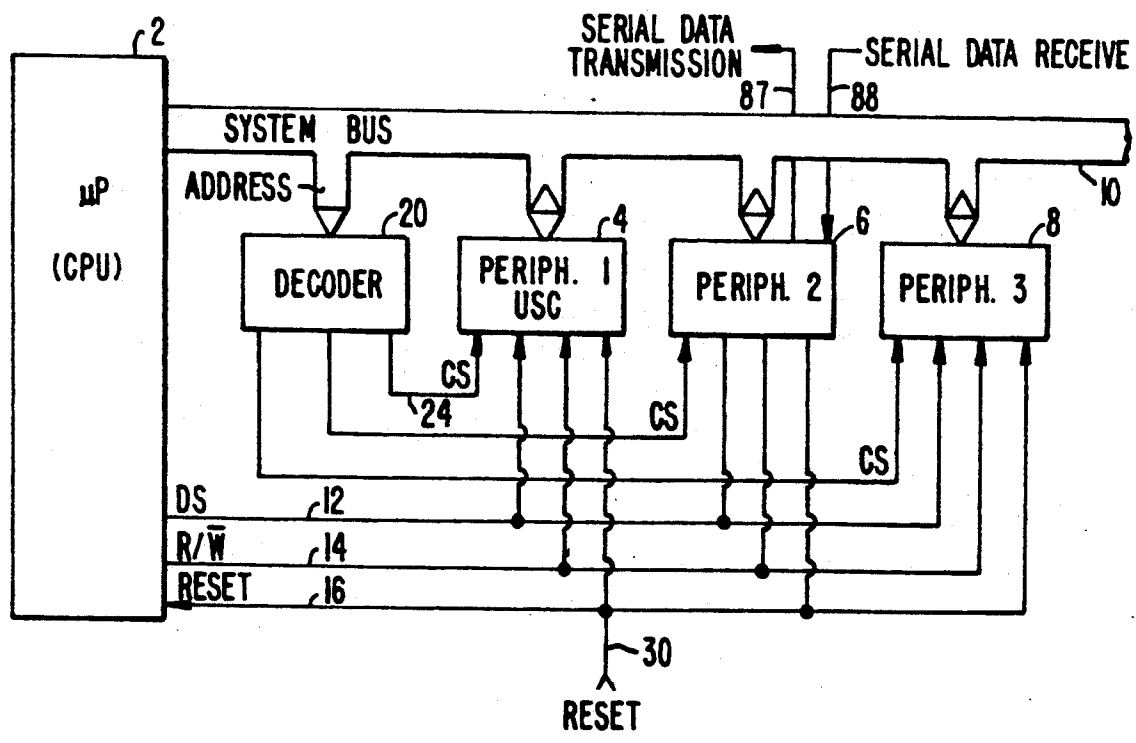 2
SERIAL DATA
TRANSMISSION
SERIAL DATA RECEIVE
87
88
SYSTEM BUS
ADDRESS
10
μP
(CPU)
20
4
6
8
DECODER
PERIPH. 1
USC
PERIPH. 2
PERIPH. 3
CS
24
CS
CS
DS
12
R/W̅
14
RESET
16
30
RESET